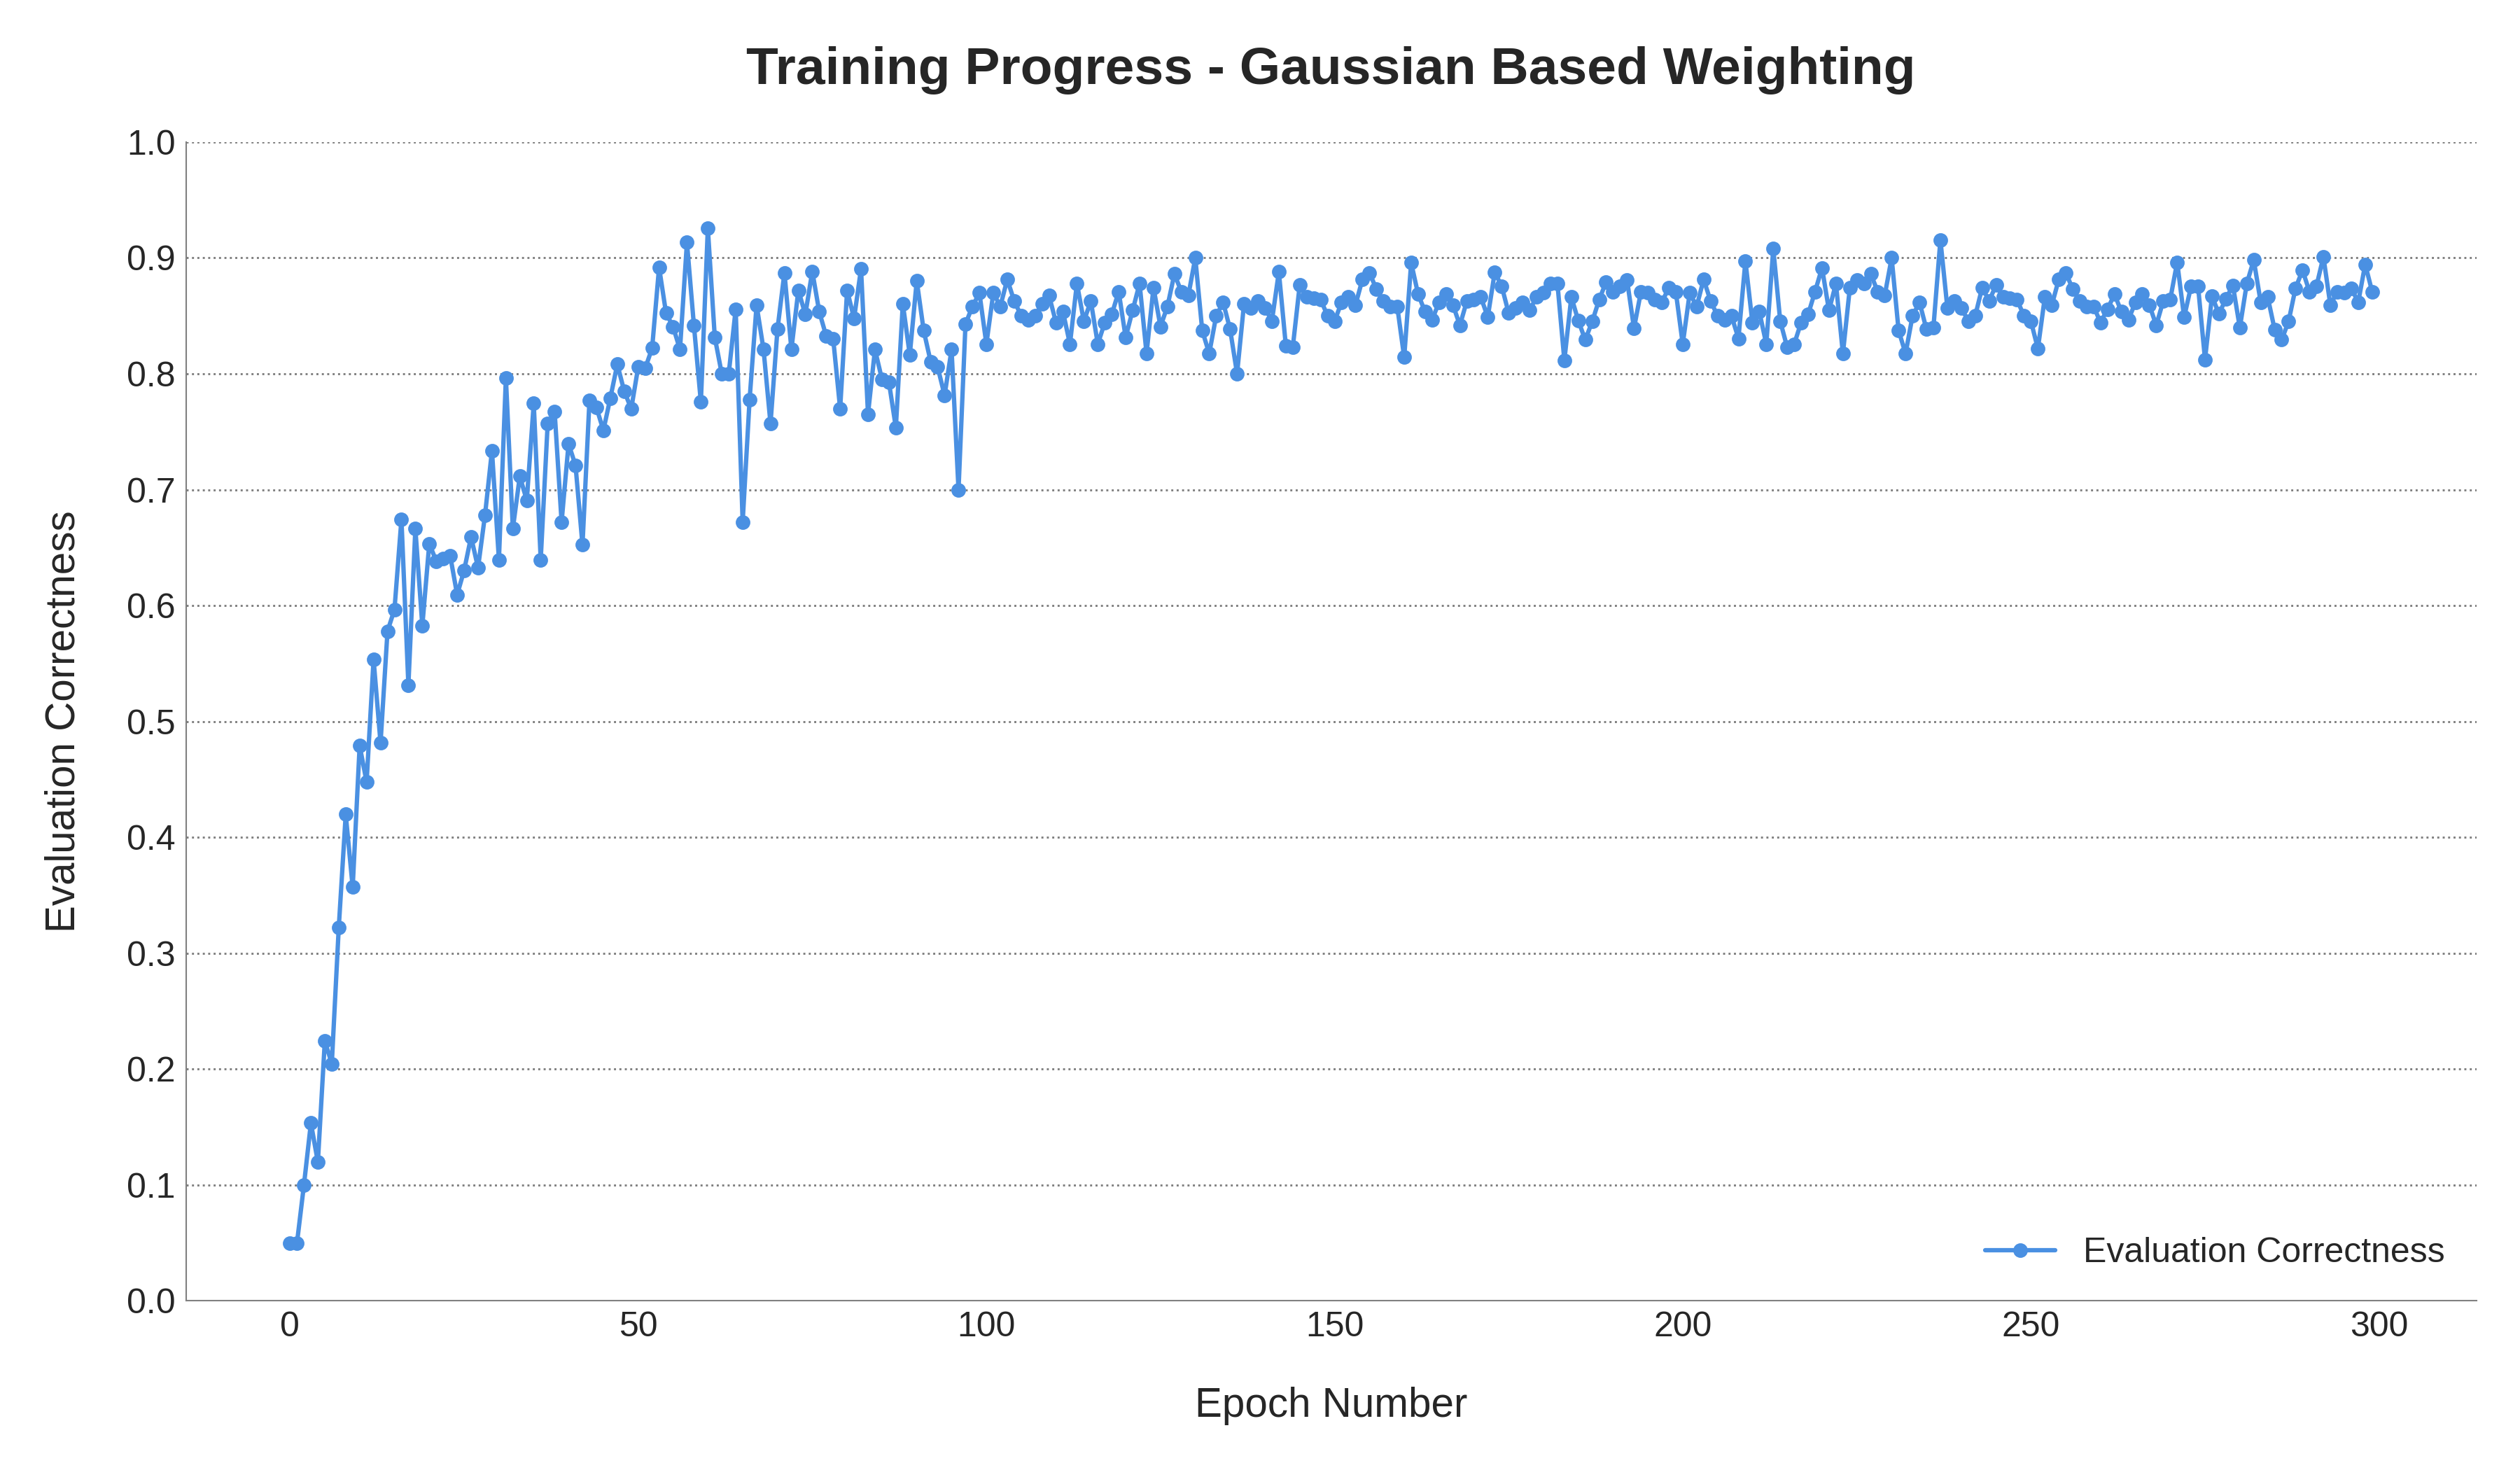 Training Progress - Gaussian Based Weighting
1.0
0.9
0.8
0.7
0.6
0.5
0.4
0.3
0.2
0.1
0.0
Evaluation Correctness
Evaluation Correctness
0 50 100 150 200 250 300
Epoch Number